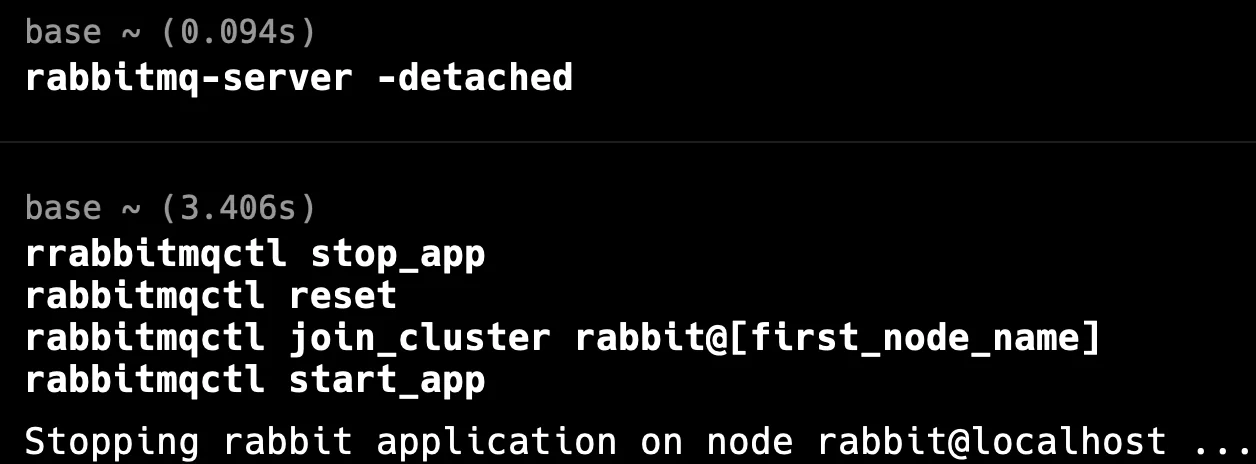 base ~ (0.094s)
rabbitmq-server -detached
base ~ (3.406s)
rrabbitmqctl stop_app
rabbitmqctl reset
rabbitmqctl join_cluster rabbit@[first_node_name]
rabbitmqctl start_app
Stopping rabbit application on node rabbit@localhost ...